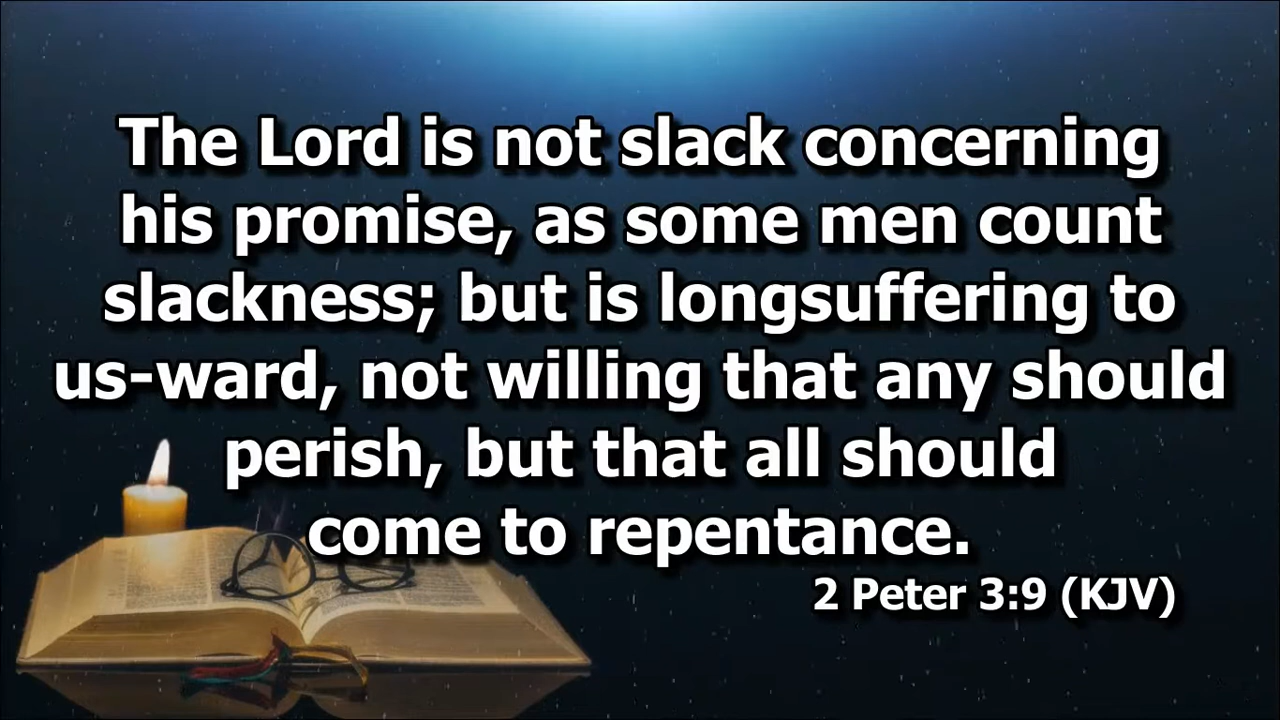 The Lord is not slack concerning
his promise, as some men count
slackness; but is longsuffering to
us-ward, not willing that any should
perish, but that all should
come to repentance.
2 Peter 3:9 (KJV)